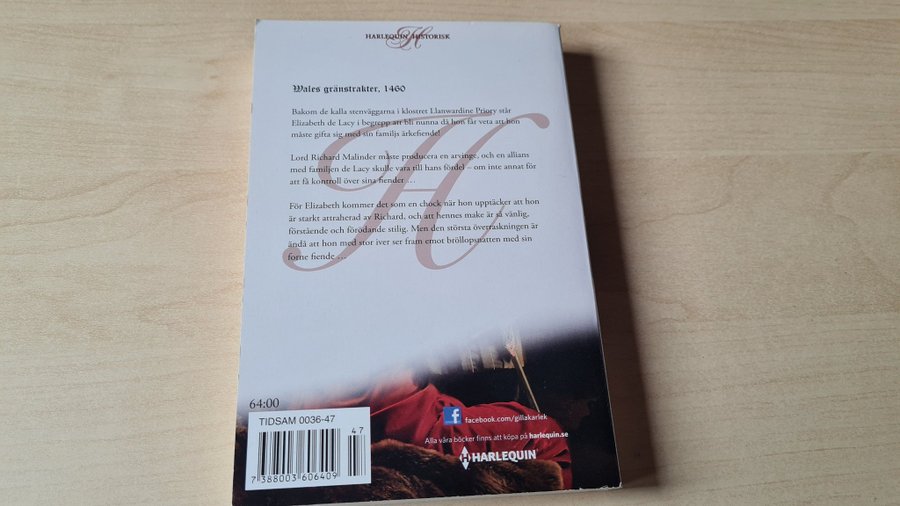 HARLEQUIN HISTORISK
Wales gränstrakter, 1460
Bakom de kalla stenväggarna i klostret Llanwardine Priory står
Elizabeth de Lacy i begrepp att bli nunna då hon får veta att hon
måste gifta sig med sin familjs ärkefiende!
Lord Richard Malinder måste producera en arvinge, och en allians
med familjen de Lacy skulle vara till hans fördel – om inte annat för
att få kontroll över sina fiender …
För Elizabeth kommer det som en chock när hon upptäcker att hon
är starkt attraherad av Richard, och att hennes make är så vänlig,
förstående och förödande stilig. Men den största överraskningen är
ändå att hon med stor iver ser fram emot bröllopsnatten med sin
forne fiende …
H
64:00
TIDSAM 0036-47
47
7388003606409
f facebook.com/gillakarlek
Alla våra böcker finns att köpa på harlequin.se
H HARLEQUIN™